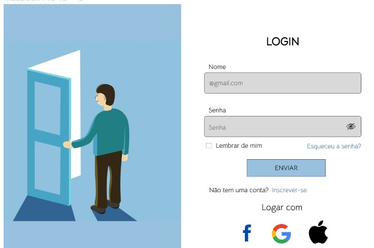 LOGIN
Nome
@gmail.com
Senha
Senha
Lembrar de mim
Esqueceu a senha?
ENVIAR
Não tem uma conta? Inscrever-se
Logar com